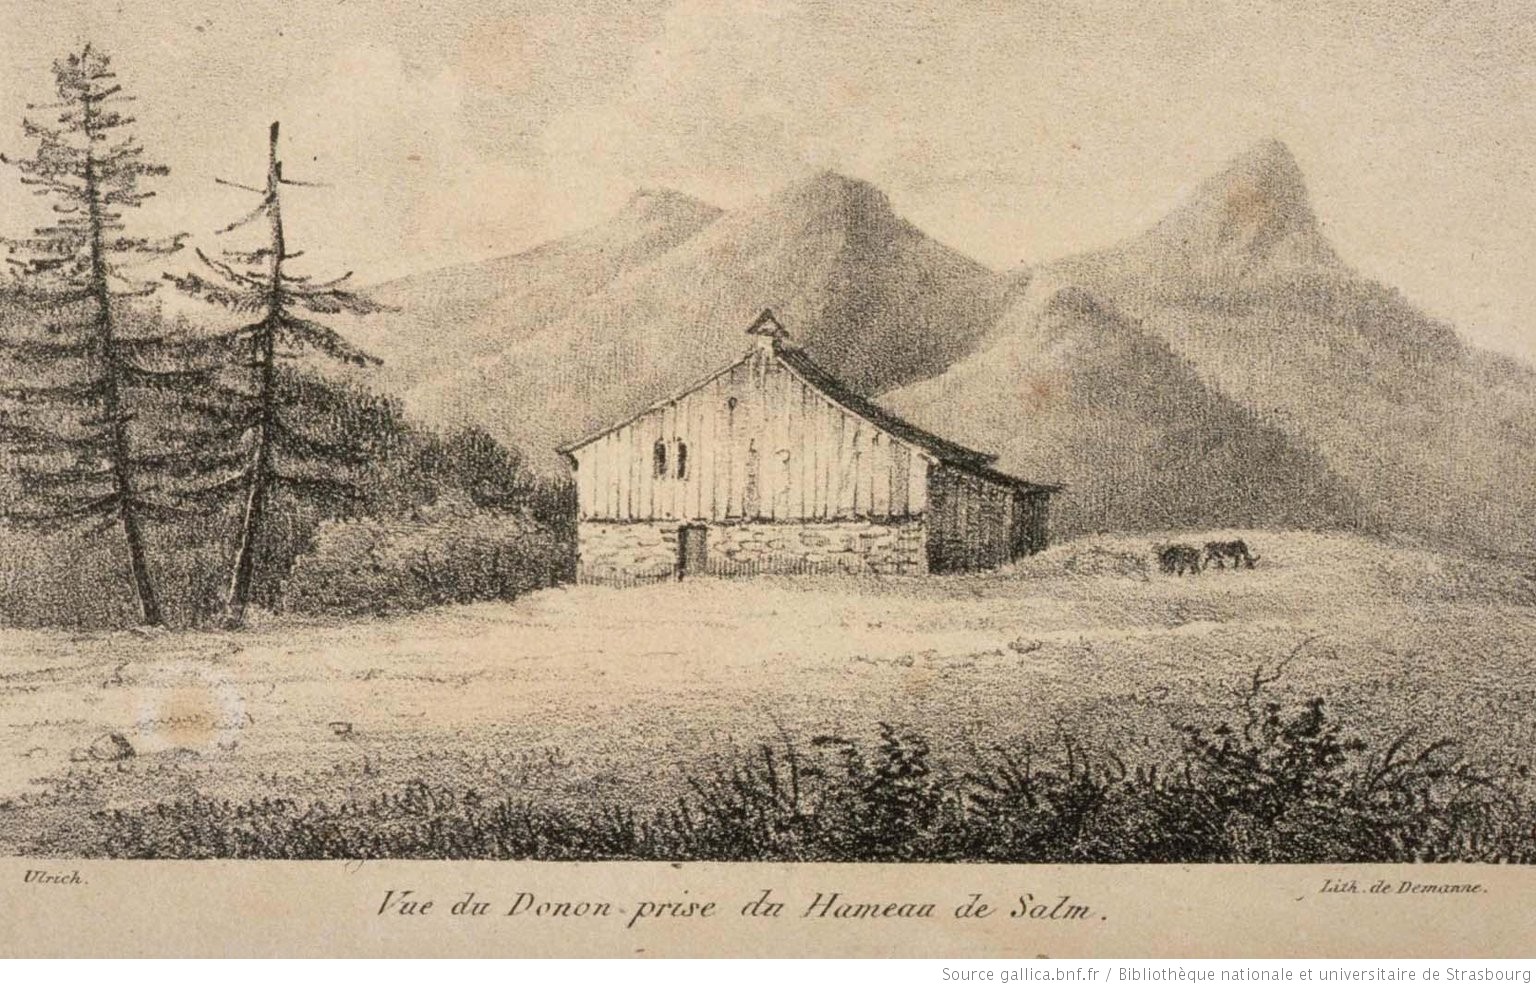 Ulrich.
Lith. de Demanne.
Vue du Donon prise du Hameau de Salm.
Source gallica.bnf.fr / Bibliothèque nationale et universitaire de Strasbourg